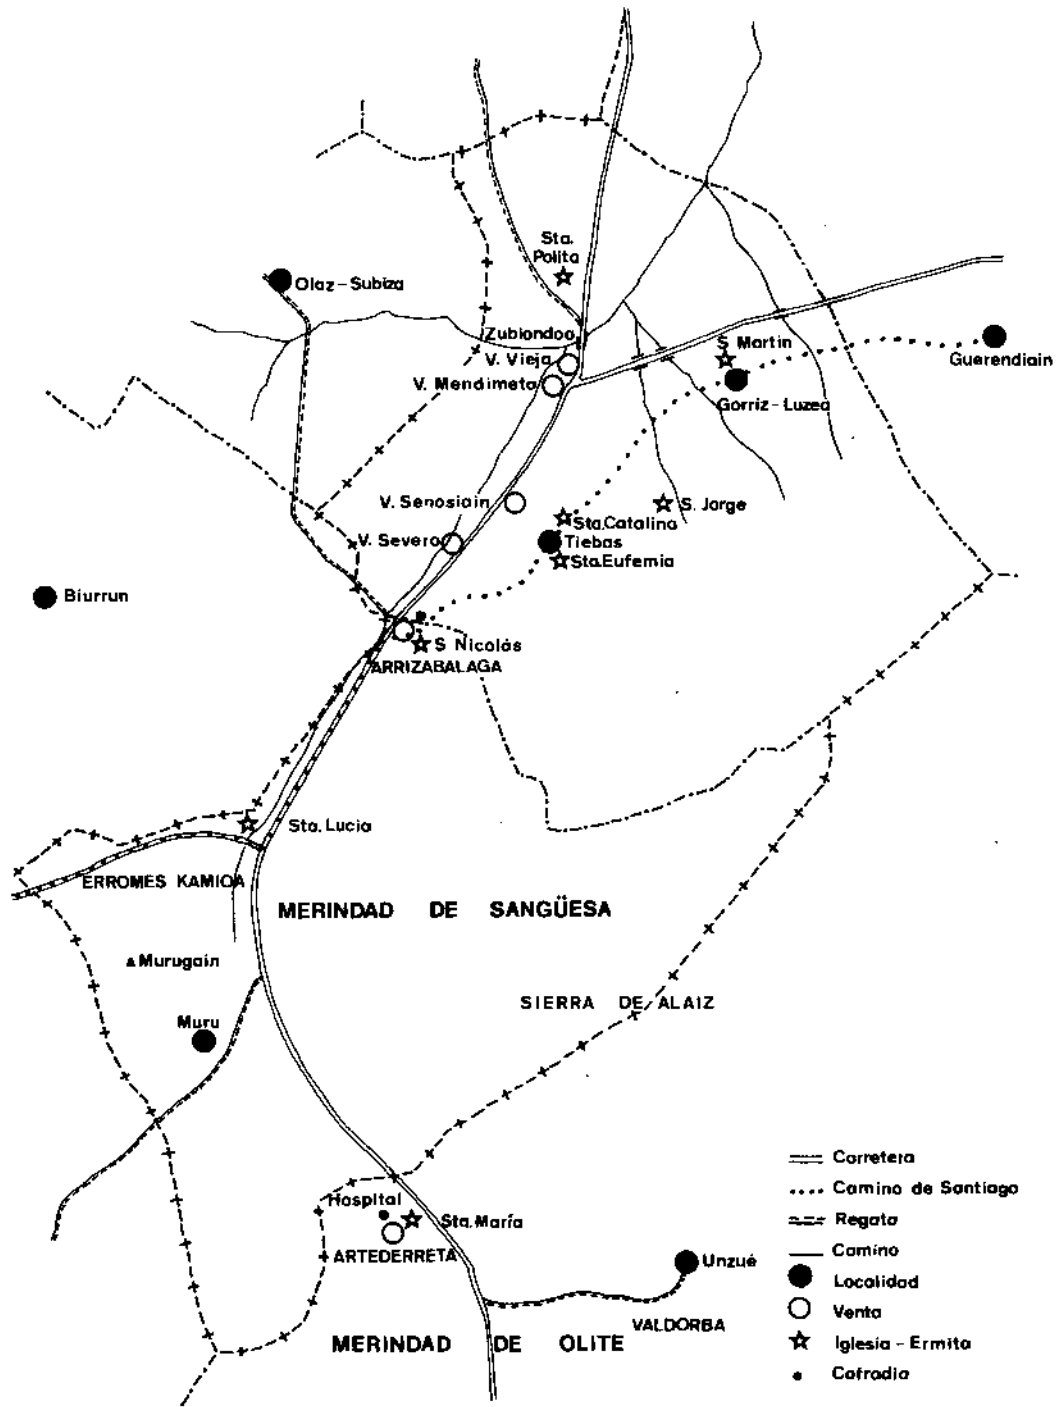 Sta.
Polita
Olaz-Subiza
Zubiondoa
V. Vieja
V. Mendimeta
S Martin
Guerendiain
Gorriz-Luzea
V. Senosiain
S. Jorge
Sta. Catalina
V. Severo
Tiebas
Sta. Eufemia
Biurrun
S Nicolás
ARRIZABALAGA
Sta. Lucia
ERROMES KAMIOA
MERINDAD DE SANGÜESA
Murugain
SIERRA DE ALAIZ
Muru
Hospital
Sta. María
ARTEDERRETA
Unzué
VALDORBA
MERINDAD DE OLITE
Carretera
Camino de Santiago
Regata
Camino
Localidad
Venta
Iglesia-Ermita
Cofradia